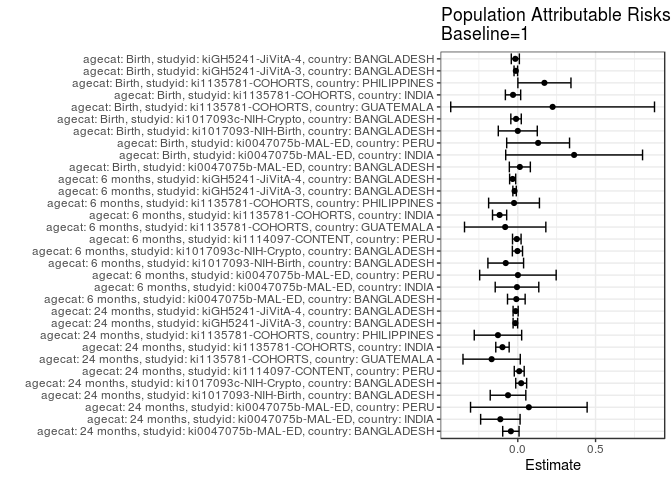 Population Attributable Risks
Baseline=1
agecat: Birth, studyid: kiGH5241-JiVitA-4, country: BANGLADESH
agecat: Birth, studyid: kiGH5241-JiVitA-3, country: BANGLADESH
agecat: Birth, studyid: ki1135781-COHORTS, country: PHILIPPINES
agecat: Birth, studyid: ki1135781-COHORTS, country: INDIA
agecat: Birth, studyid: ki1135781-COHORTS, country: GUATEMALA
agecat: Birth, studyid: ki1017093c-NIH-Crypto, country: BANGLADESH
agecat: Birth, studyid: ki1017093-NIH-Birth, country: BANGLADESH
agecat: Birth, studyid: ki0047075b-MAL-ED, country: PERU
agecat: Birth, studyid: ki0047075b-MAL-ED, country: INDIA
agecat: Birth, studyid: ki0047075b-MAL-ED, country: BANGLADESH
agecat: 6 months, studyid: kiGH5241-JiVitA-4, country: BANGLADESH
agecat: 6 months, studyid: kiGH5241-JiVitA-3, country: BANGLADESH
agecat: 6 months, studyid: ki1135781-COHORTS, country: PHILIPPINES
agecat: 6 months, studyid: ki1135781-COHORTS, country: INDIA
agecat: 6 months, studyid: ki1135781-COHORTS, country: GUATEMALA
agecat: 6 months, studyid: ki1114097-CONTENT, country: PERU
agecat: 6 months, studyid: ki1017093c-NIH-Crypto, country: BANGLADESH
agecat: 6 months, studyid: ki1017093-NIH-Birth, country: BANGLADESH
agecat: 6 months, studyid: ki0047075b-MAL-ED, country: PERU
agecat: 6 months, studyid: ki0047075b-MAL-ED, country: INDIA
agecat: 6 months, studyid: ki0047075b-MAL-ED, country: BANGLADESH
agecat: 24 months, studyid: kiGH5241-JiVitA-4, country: BANGLADESH
agecat: 24 months, studyid: kiGH5241-JiVitA-3, country: BANGLADESH
agecat: 24 months, studyid: ki1135781-COHORTS, country: PHILIPPINES
agecat: 24 months, studyid: ki1135781-COHORTS, country: INDIA
agecat: 24 months, studyid: ki1135781-COHORTS, country: GUATEMALA
agecat: 24 months, studyid: ki1114097-CONTENT, country: PERU
agecat: 24 months, studyid: ki1017093c-NIH-Crypto, country: BANGLADESH
agecat: 24 months, studyid: ki1017093-NIH-Birth, country: BANGLADESH
agecat: 24 months, studyid: ki0047075b-MAL-ED, country: PERU
agecat: 24 months, studyid: ki0047075b-MAL-ED, country: INDIA
agecat: 24 months, studyid: ki0047075b-MAL-ED, country: BANGLADESH
0.0 0.5
Estimate